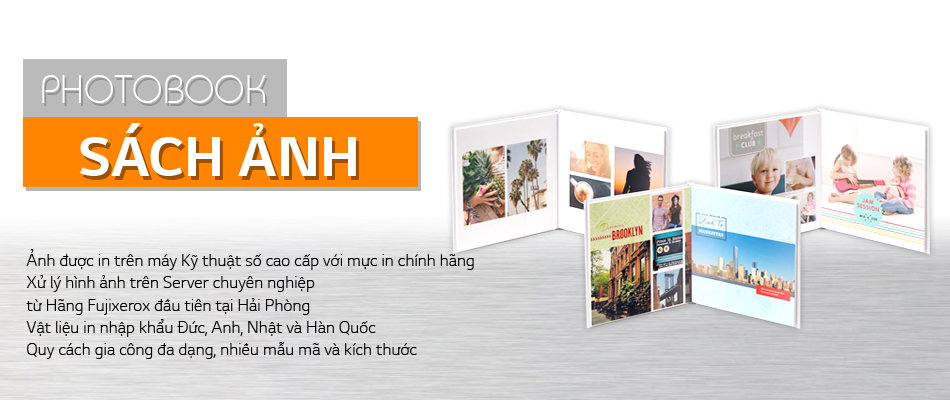 PHOTOBOOK
SÁCH ẢNH
Ảnh được in trên máy Kỹ thuật số cao cấp với mực in chính hãng
Xử lý hình ảnh trên Server chuyên nghiệp
từ Hãng Fujixerox đầu tiên tại Hải Phòng
Vật liệu in nhập khẩu Đức, Anh, Nhật và Hàn Quốc
Quy cách gia công đa dạng, nhiều mẫu mã và kích thước
breakfast
CLUB
JAM
SESSION
BROOKLYN
MANHATTAN